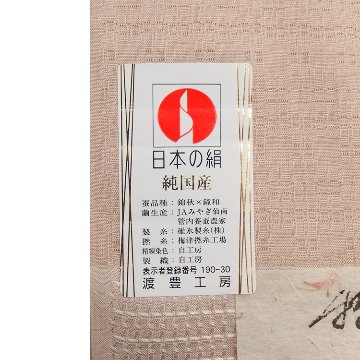 日本の絹
純国産
蚕品種：錦秋×鐘和
繭生産：JAみやぎ仙南
管内養蚕農家
製　糸：碓氷製糸(株)
撚　糸：梅津撚糸工場
精練染色：自工房
製　織：自工房
表示者登録番号 190-30
渡豊工房